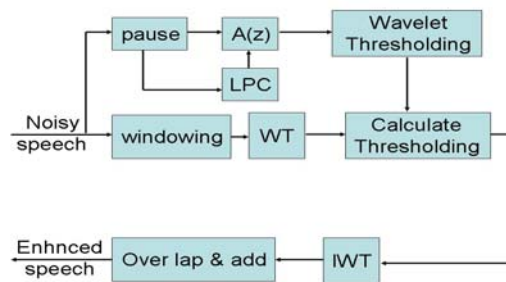 pause
A(z)
Wavelet
Thresholding
LPC
Noisy
speech
windowing
WT
Calculate
Thresholding
Enhnced
speech
Over lap & add
IWT